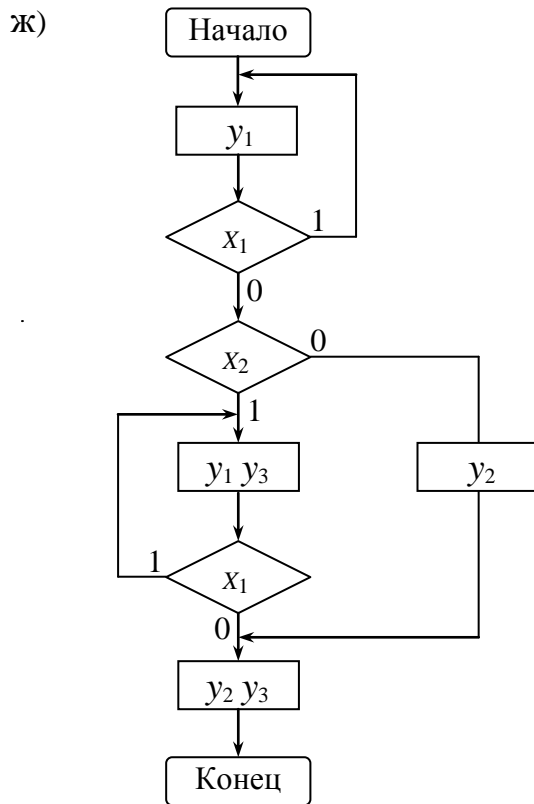 ж)
Начало
y₁
x₁ 1
0
x₂ 0
1
y₁ y₃ y₂
1 x₁
0
y₂ y₃
Конец